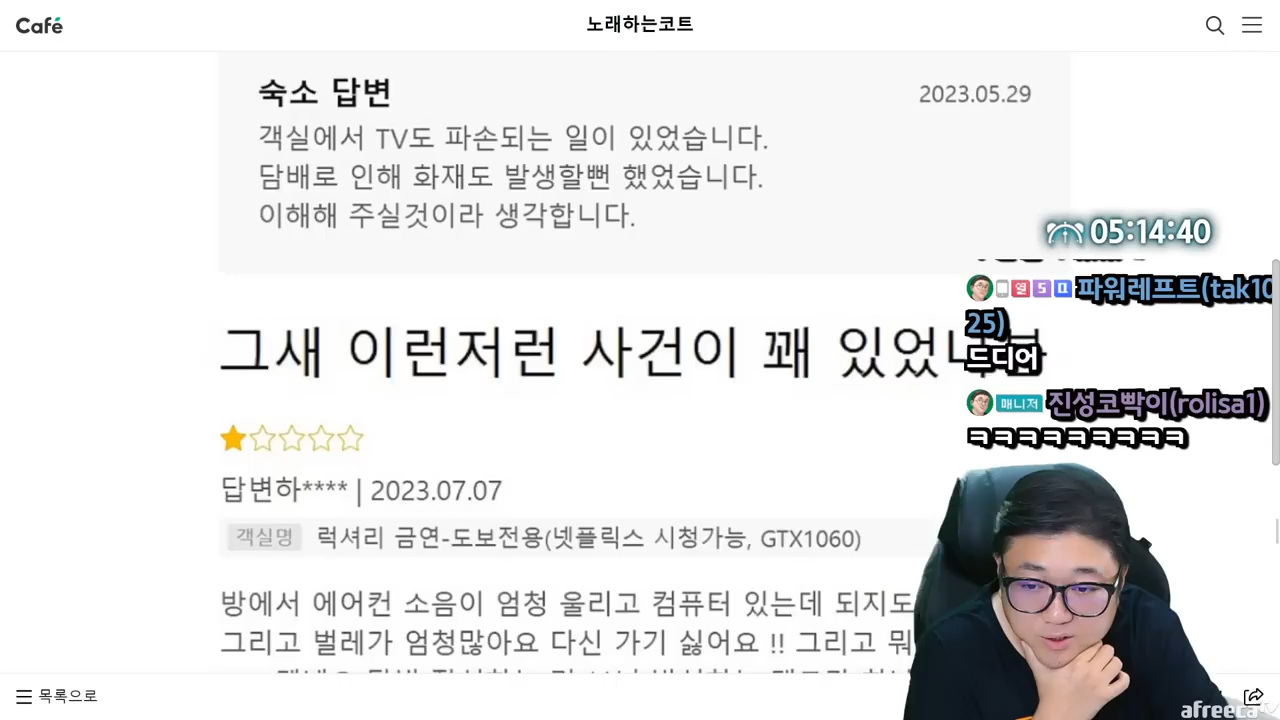 Café
노래하는코트
숙소 답변
2023.05.29
객실에서 TV도 파손되는 일이 있었습니다.
담배로 인해 화재도 발생할뻔 했었습니다.
이해해 주실것이라 생각합니다.
05:14:40
열 5 파워레프트(tak10
25)
드디어
그새 이런저런 사건이 꽤
매니저 진성코빡이(rolisa1)
ㅋㅋㅋㅋㅋㅋㅋㅋㅋ
답변하**** | 2023.07.07
객실명 럭셔리 금연-도보전용(넷플릭스 시청가능, GTX1060)
방에서 에어컨 소음이 엄청 울리고 컴퓨터 있는데 되지도
그리고 벌레가 엄청많아요 다신 가기 싫어요 !! 그리고 뭐
목록으로
afreecaTV